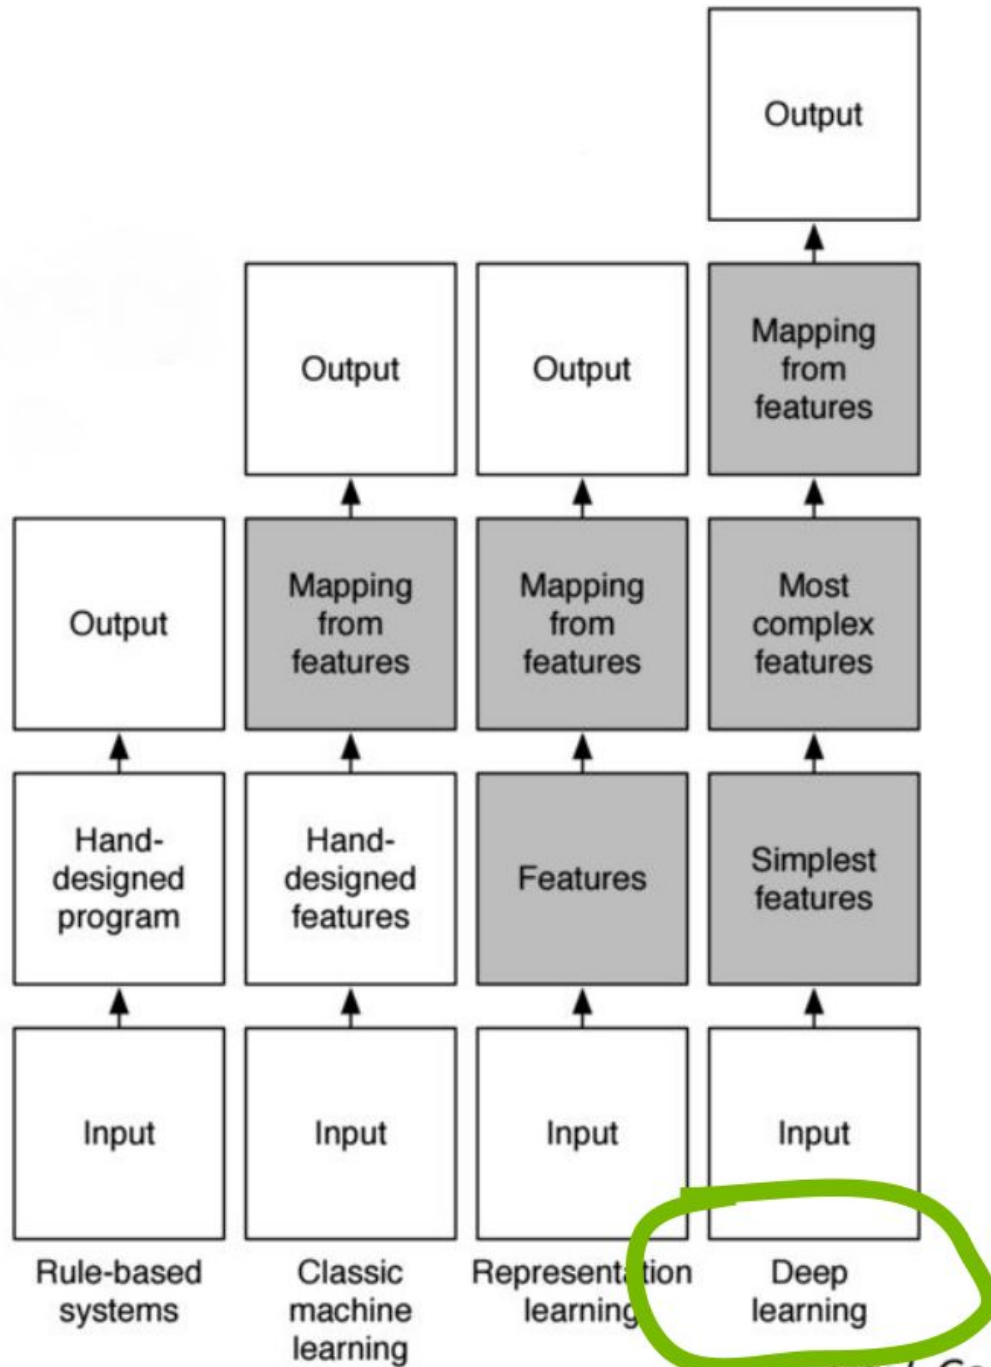 Output
Output
Output
Mapping
from
features
Output
Mapping
from
features
Mapping
from
features
Most
complex
features
Hand-
designed
program
Hand-
designed
features
Features
Simplest
features
Input
Input
Input
Input
Rule-based
systems
Classic
machine
learning
Representation
learning
Deep
learning